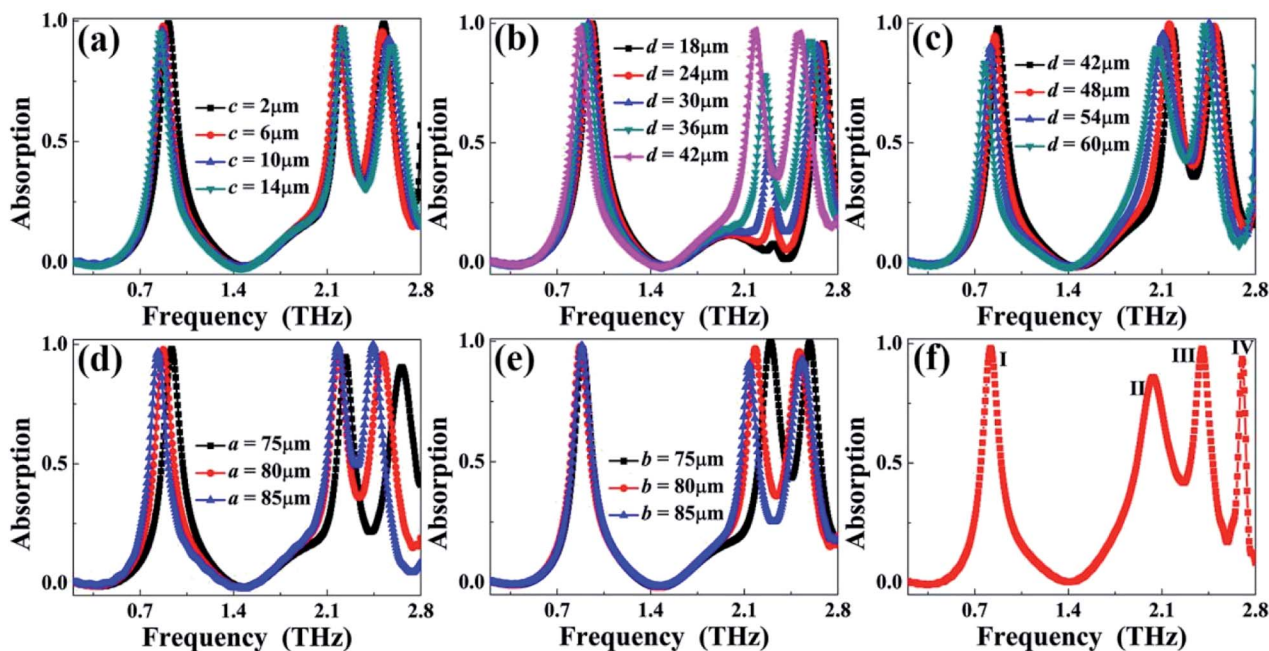 (a)
Absorption
1.0
0.5
0.0
c = 2μm
c = 6μm
c = 10μm
c = 14μm
0.7 1.4 2.1 2.8
Frequency (THz)
(b)
Absorption
1.0
0.5
0.0
d = 18μm
d = 24μm
d = 30μm
d = 36μm
d = 42μm
0.7 1.4 2.1 2.8
Frequency (THz)
(c)
Absorption
1.0
0.5
0.0
d = 42μm
d = 48μm
d = 54μm
d = 60μm
0.7 1.4 2.1 2.8
Frequency (THz)
(d)
Absorption
1.0
0.5
0.0
a = 75μm
a = 80μm
a = 85μm
0.7 1.4 2.1 2.8
Frequency (THz)
(e)
Absorption
1.0
0.5
0.0
b = 75μm
b = 80μm
b = 85μm
0.7 1.4 2.1 2.8
Frequency (THz)
(f)
Absorption
1.0
0.5
0.0
I
II
III
IV
0.7 1.4 2.1 2.8
Frequency (THz)